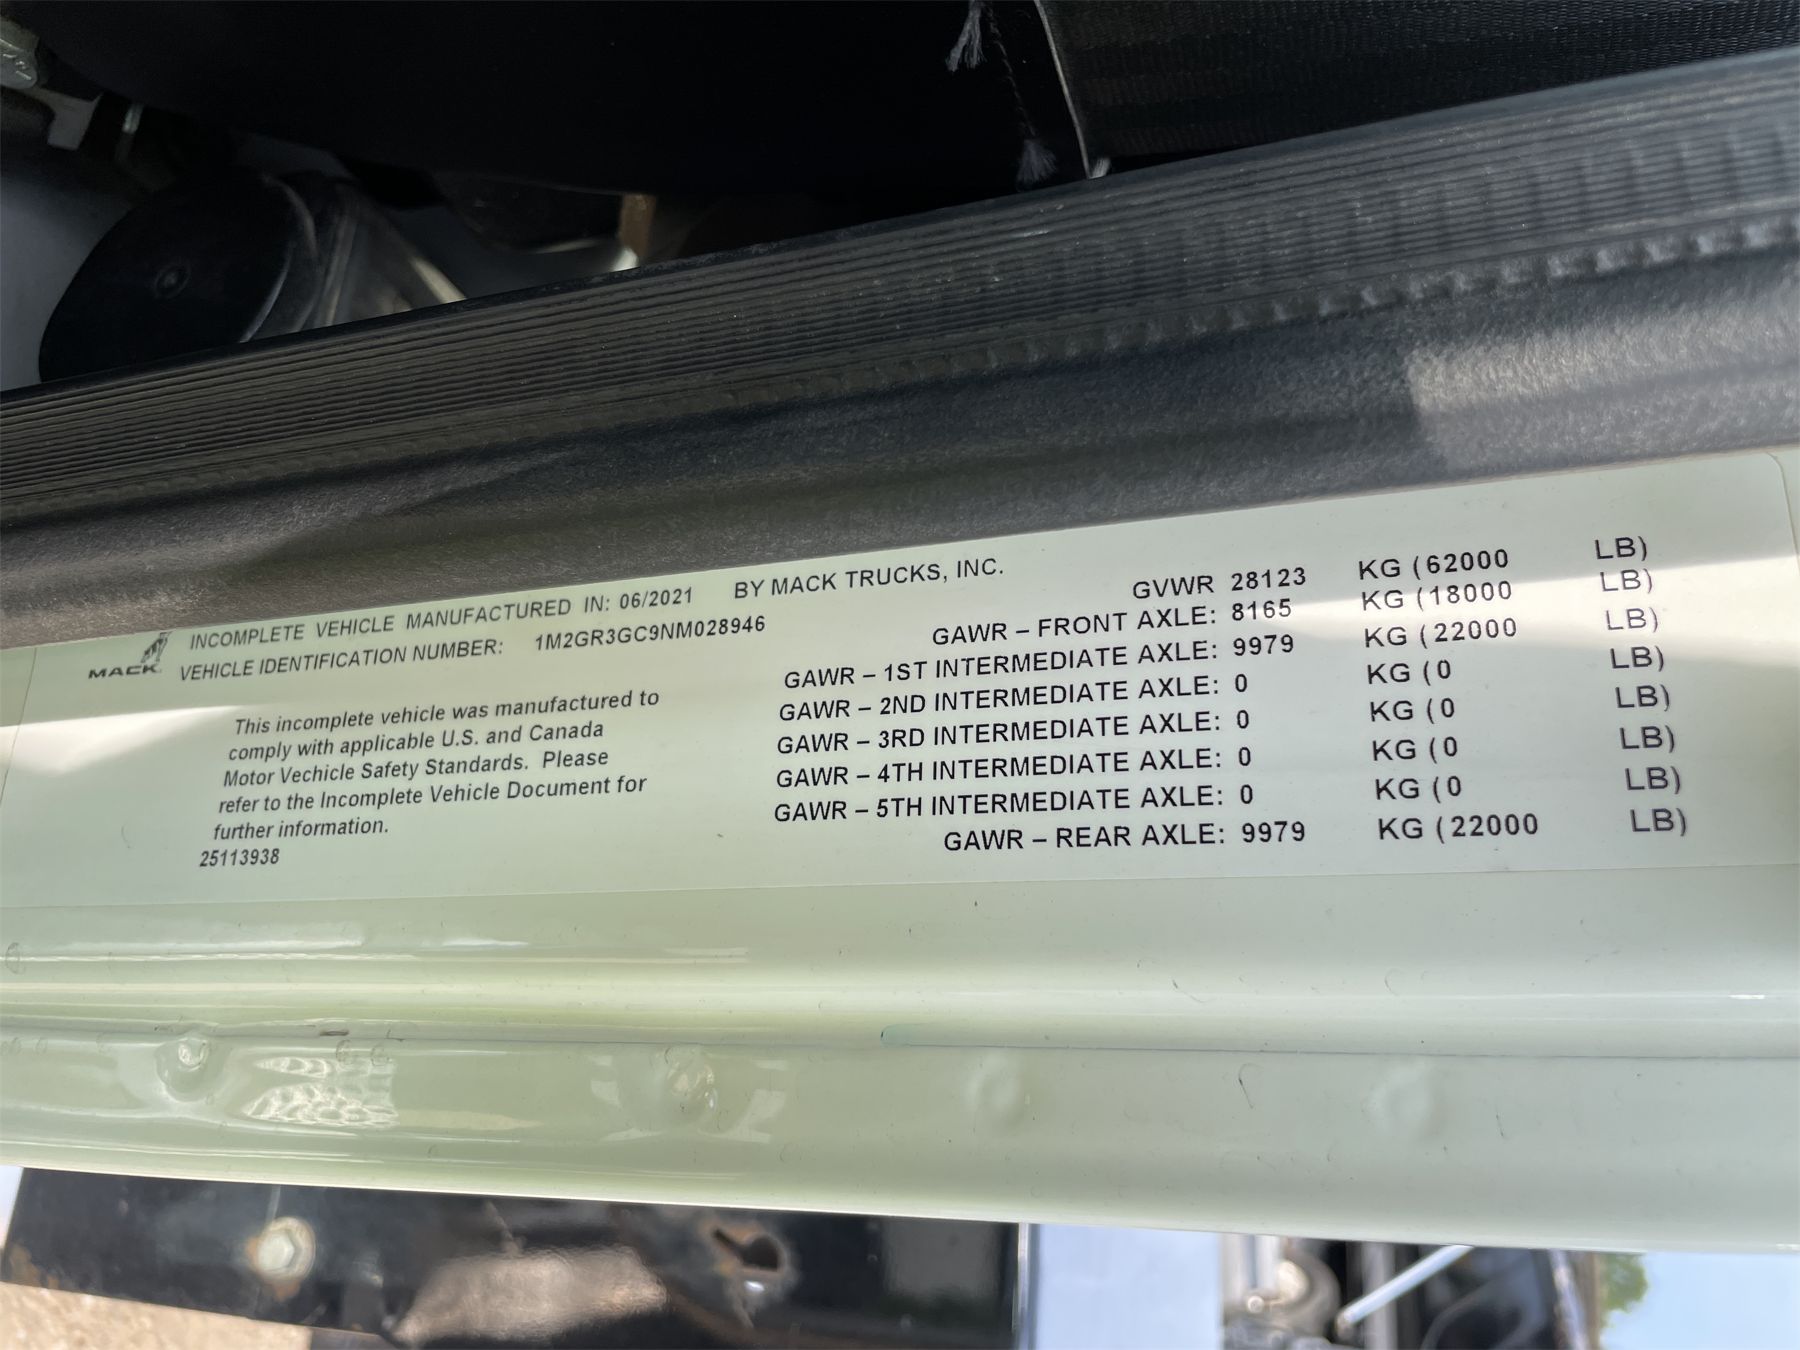 MACK
INCOMPLETE VEHICLE MANUFACTURED IN: 06/2021 BY MACK TRUCKS, INC.
VEHICLE IDENTIFICATION NUMBER: 1M2GR3GC9NM028946
This incomplete vehicle was manufactured to
comply with applicable U.S. and Canada
Motor Vechicle Safety Standards. Please
refer to the Incomplete Vehicle Document for
further information.
25113938
GVWR 28123 KG (62000 LB)
GAWR – FRONT AXLE: 8165 KG (18000 LB)
GAWR – 1ST INTERMEDIATE AXLE: 9979 KG (22000 LB)
GAWR – 2ND INTERMEDIATE AXLE: 0 KG (0 LB)
GAWR – 3RD INTERMEDIATE AXLE: 0 KG (0 LB)
GAWR – 4TH INTERMEDIATE AXLE: 0 KG (0 LB)
GAWR – 5TH INTERMEDIATE AXLE: 0 KG (0 LB)
GAWR – REAR AXLE: 9979 KG (22000 LB)